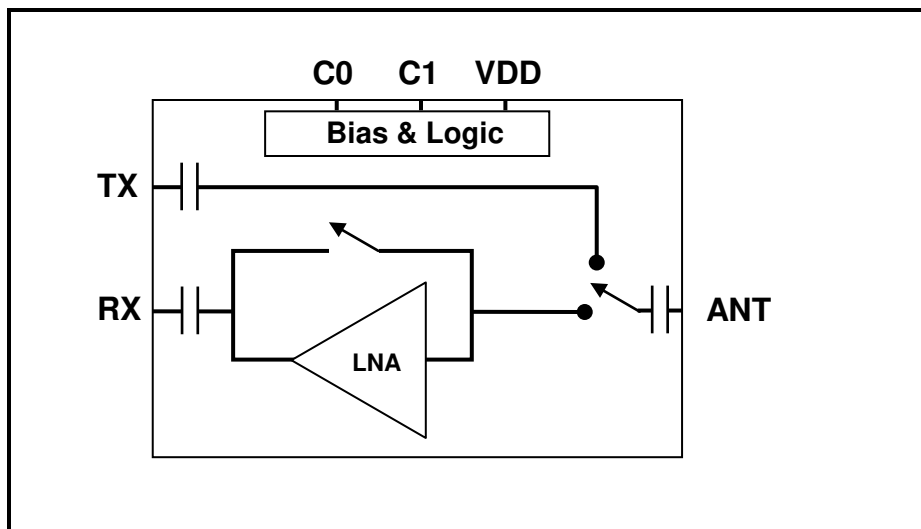 C0 C1 VDD
Bias & Logic
TX
RX
LNA
ANT